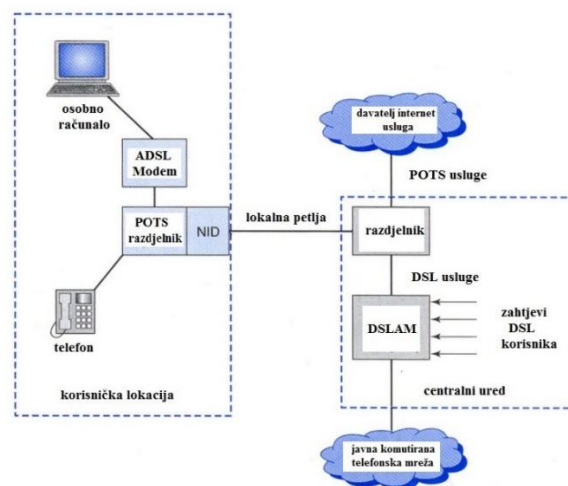 osobno
računalo
ADSL
Modem
POTS
razdjelnik
NID
telefon
korisnička lokacija
lokalna petlja
davatelj internet
usluga
POTS usluge
razdjelnik
DSL usluge
DSLAM
zahtjevi
DSL
korisnika
centralni ured
javna komutirana
telefonska mreža